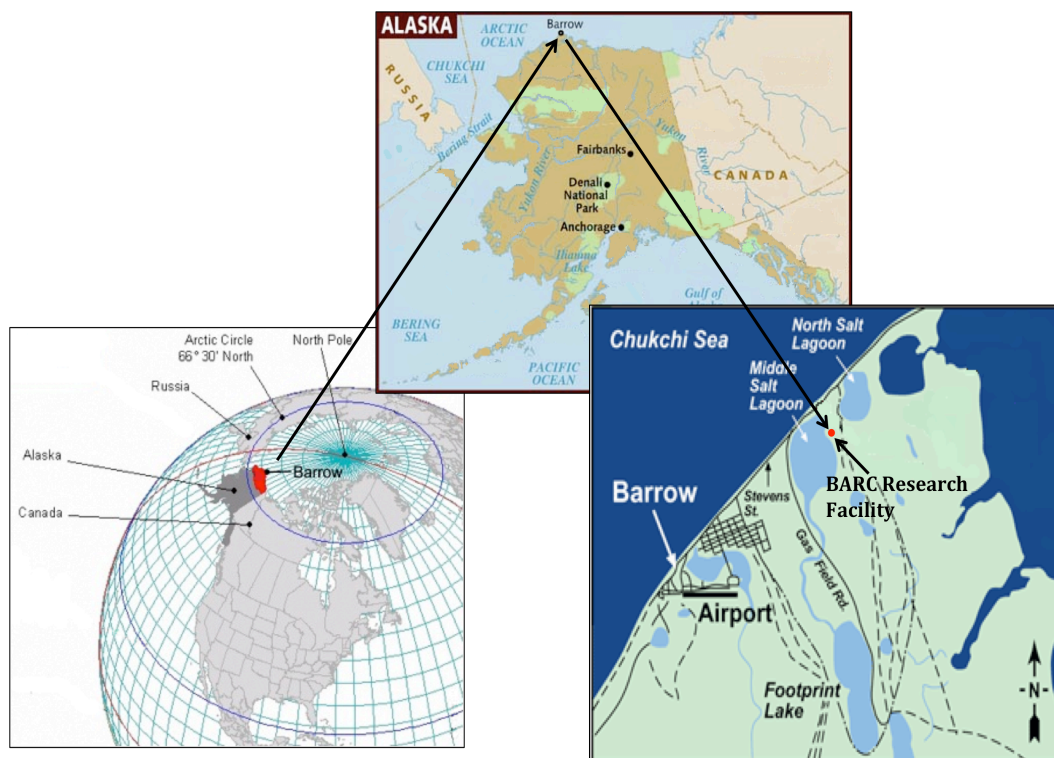 ALASKA
ARCTIC
OCEAN
Barrow
CHUKCHI
SEA
RUSSIA
Bering Strait
Yukon River
Yukon
River
Fairbanks
CANADA
Denali
National
Park
Anchorage
Iliamna
Lake
Gulf of
BERING
SEA
PACIFIC
OCEAN
Arctic Circle
66° 30' North
North Pole
Russia
Alaska
Barrow
Canada
Chukchi Sea
North Salt
Lagoon
Middle
Salt
Lagoon
BARC Research
Facility
Barrow
Stevens
St.
Gas
Field Rd.
Airport
Footprint
Lake
-N-